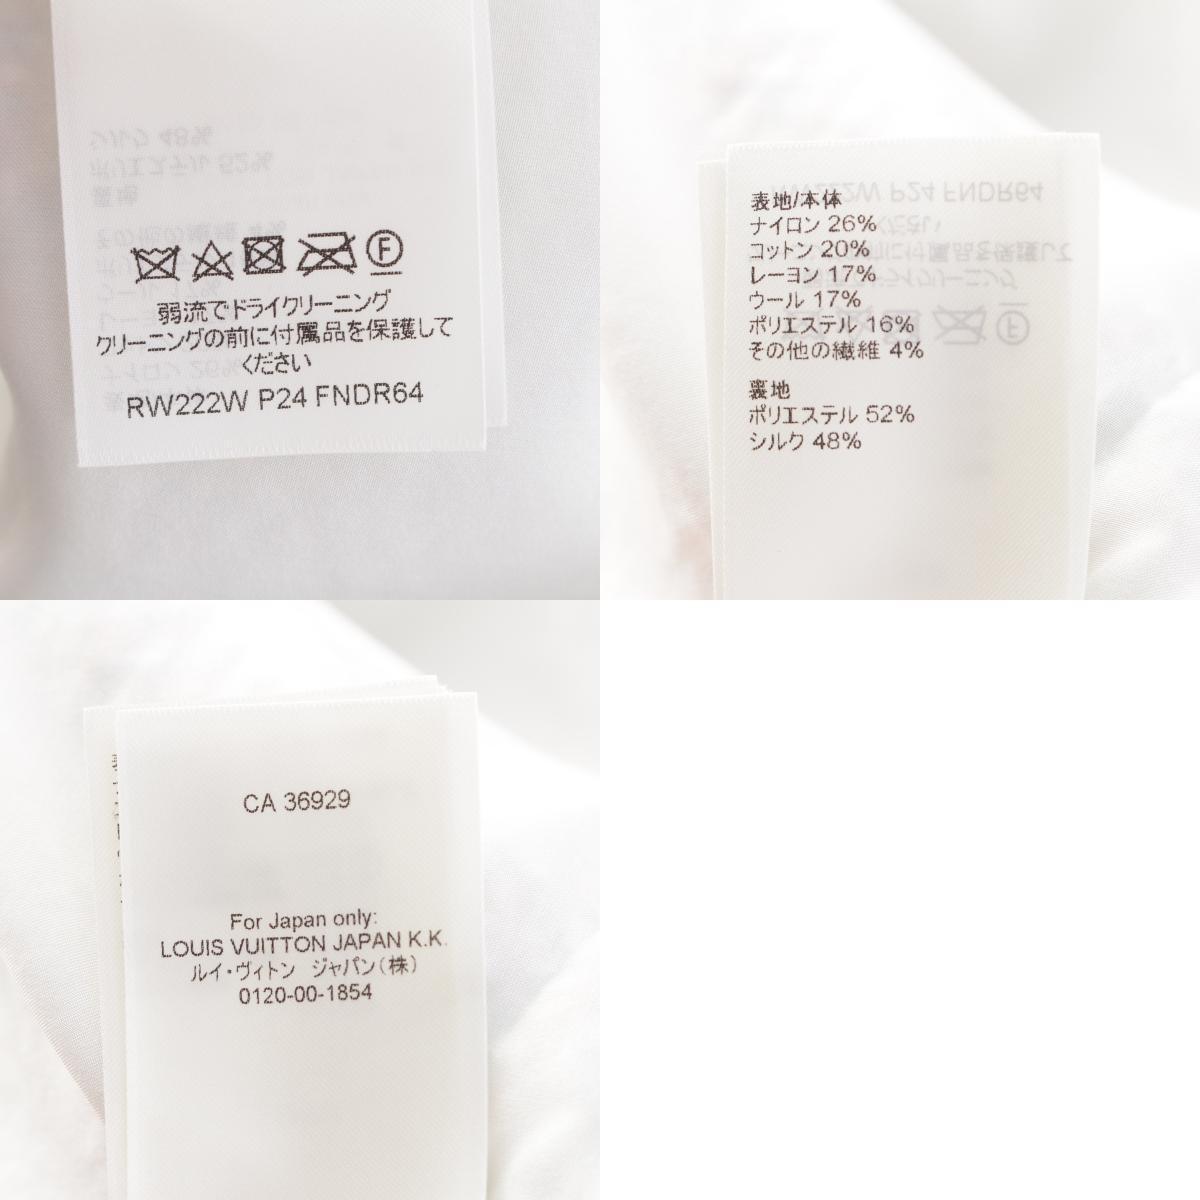 弱流でドライクリーニング
クリーニングの前に付属品を保護して
ください
RW222W P24 FNDR64
表地/本体
ナイロン 26%
コットン 20%
レーヨン 17%
ウール 17%
ポリエステル 16%
その他の繊維 4%
裏地
ポリエステル 52%
シルク 48%
CA 36929
For Japan only:
LOUIS VUITTON JAPAN K.K.
ルイ・ヴィトン ジャパン(株)
0120-00-1854